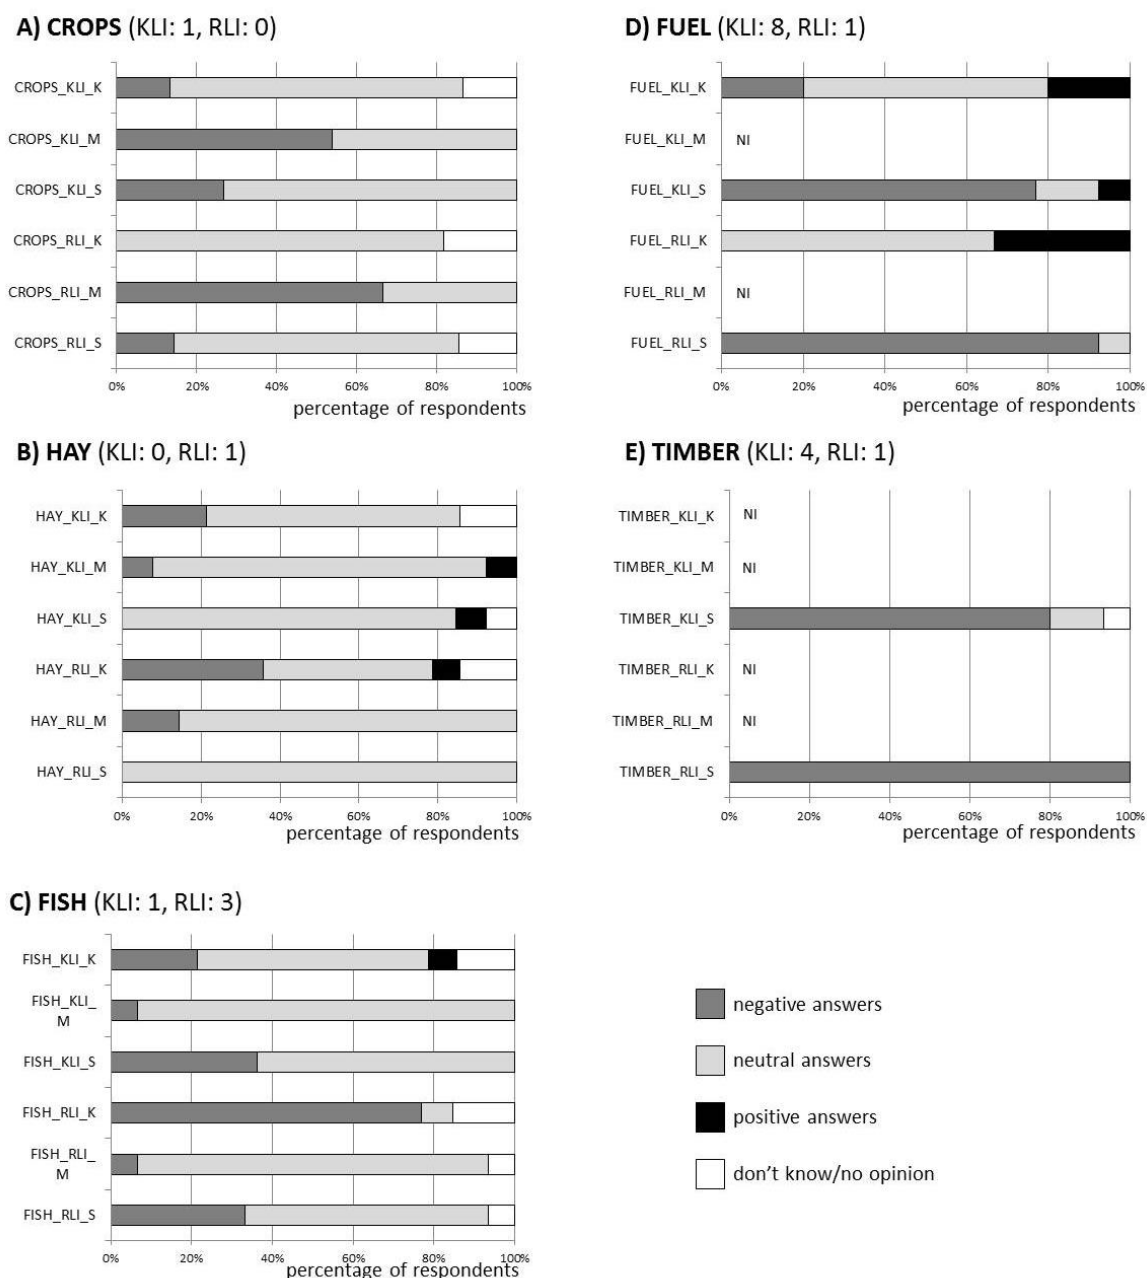 A) CROPS (KLI: 1, RLI: 0)
CROPS_KLI_K
CROPS_KLI_M
CROPS_KLI_S
CROPS_RLI_K
CROPS_RLI_M
CROPS_RLI_S
0% 20% 40% 60% 80% 100%
percentage of respondents
B) HAY (KLI: 0, RLI: 1)
HAY_KLI_K
HAY_KLI_M
HAY_KLI_S
HAY_RLI_K
HAY_RLI_M
HAY_RLI_S
0% 20% 40% 60% 80% 100%
percentage of respondents
C) FISH (KLI: 1, RLI: 3)
FISH_KLI_K
FISH_KLI_
M
FISH_KLI_S
FISH_RLI_K
FISH_RLI_
M
FISH_RLI_S
0% 20% 40% 60% 80% 100%
percentage of respondents
D) FUEL (KLI: 8, RLI: 1)
FUEL_KLI_K
FUEL_KLI_M NI
FUEL_KLI_S
FUEL_RLI_K
FUEL_RLI_M NI
FUEL_RLI_S
0% 20% 40% 60% 80% 100%
percentage of respondents
E) TIMBER (KLI: 4, RLI: 1)
TIMBER_KLI_K NI
TIMBER_KLI_M NI
TIMBER_KLI_S
TIMBER_RLI_K NI
TIMBER_RLI_M NI
TIMBER_RLI_S
0% 20% 40% 60% 80% 100%
percentage of respondents
negative answers
neutral answers
positive answers
don't know/no opinion